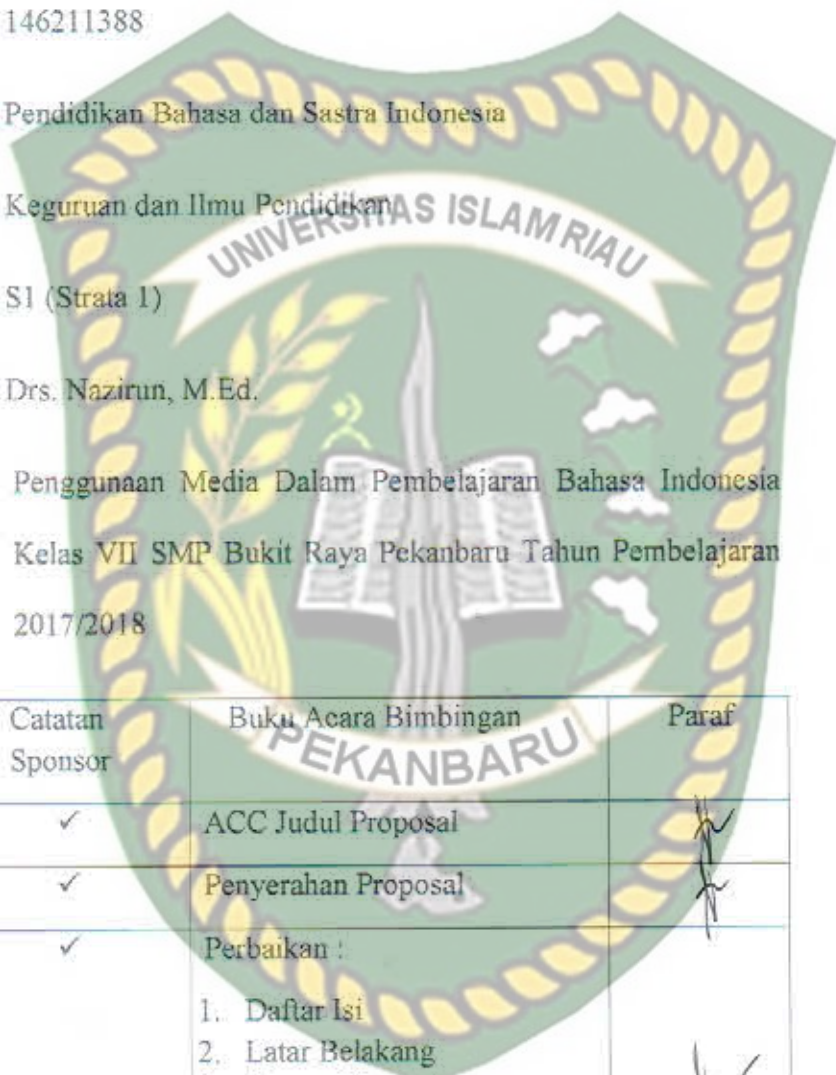 146211388
Pendidikan Bahasa dan Sastra Indonesia
Keguruan dan Ilmu Pendidikan
UNIVERSITAS ISLAM RIAU
S1 (Strata 1)
Drs. Nazirun, M.Ed.
Penggunaan Media Dalam Pembelajaran Bahasa Indonesia
Kelas VII SMP Bukit Raya Pekanbaru Tahun Pembelajaran
2017/2018
Catatan Sponsor Buku Acara Bimbingan Paraf
PEKANBARU
✓ ACC Judul Proposal
✓ Penyerahan Proposal
✓ Perbaikan :
1. Daftar Isi
2. Latar Belakang